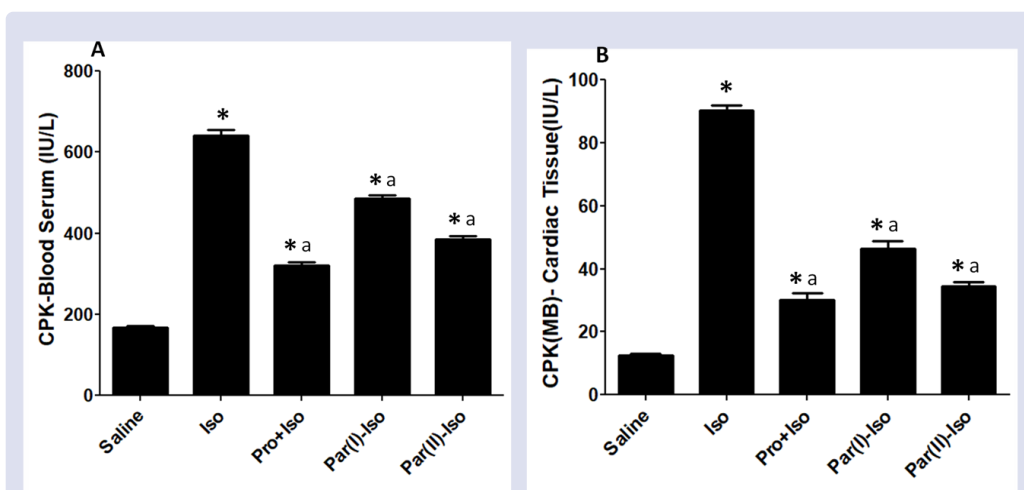 A
CPK-Blood Serum (IU/L)
800
600
400
200
0
*
* a
* a
* a
Saline
Iso
Pro+Iso
Par(I)-Iso
Par(II)-Iso
B
CPK(MB)- Cardiac Tissue(IU/L)
100
80
60
40
20
0
*
* a
* a
* a
Saline
Iso
Pro+Iso
Par(I)-Iso
Par(II)-Iso